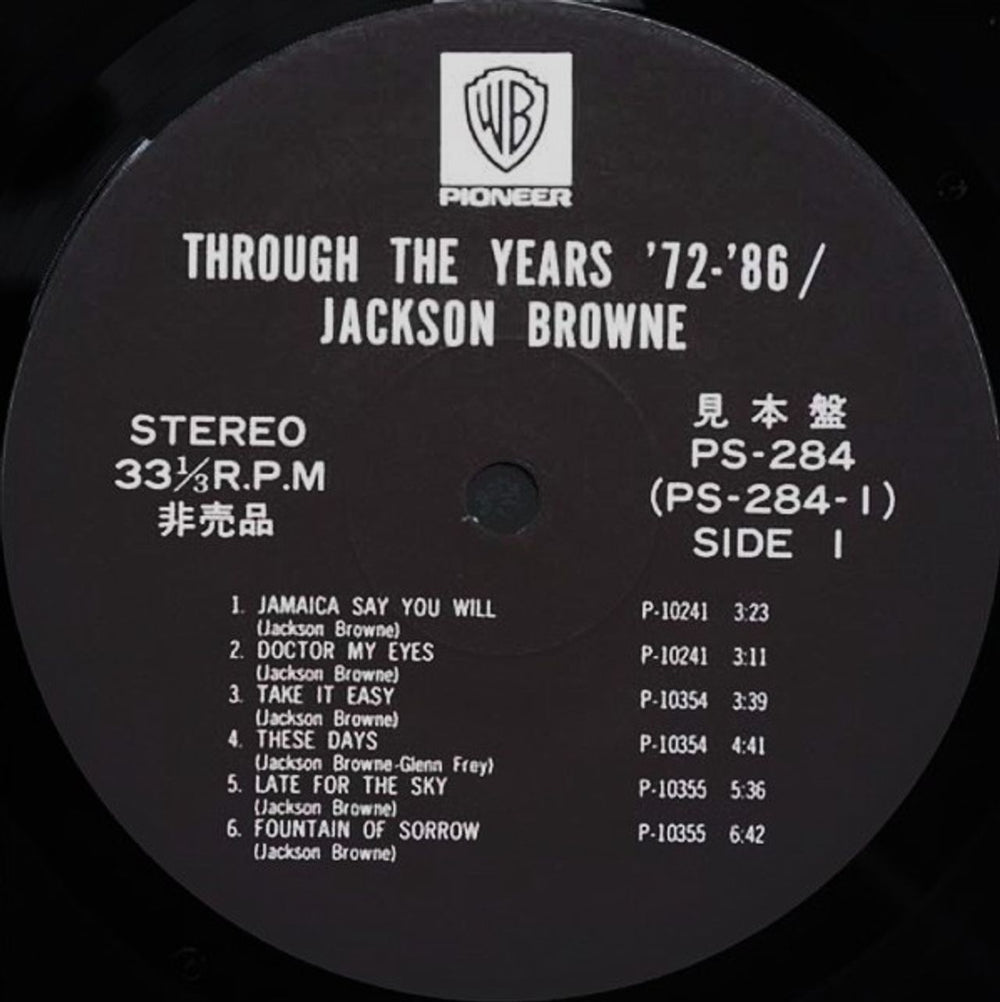 WB
PIONEER
THROUGH THE YEARS '72-'86 /
JACKSON BROWNE
STEREO
33⅓R.P.M
非売品
見本盤
PS-284
(PS-284-1)
SIDE 1
1. JAMAICA SAY YOU WILL P-10241 3:23
(Jackson Browne)
2. DOCTOR MY EYES P-10241 3:11
(Jackson Browne)
3. TAKE IT EASY P-10354 3:39
(Jackson Browne)
4. THESE DAYS P-10354 4:41
(Jackson Browne-Glenn Frey)
5. LATE FOR THE SKY P-10355 5:36
(Jackson Browne)
6. FOUNTAIN OF SORROW P-10355 6:42
(Jackson Browne)